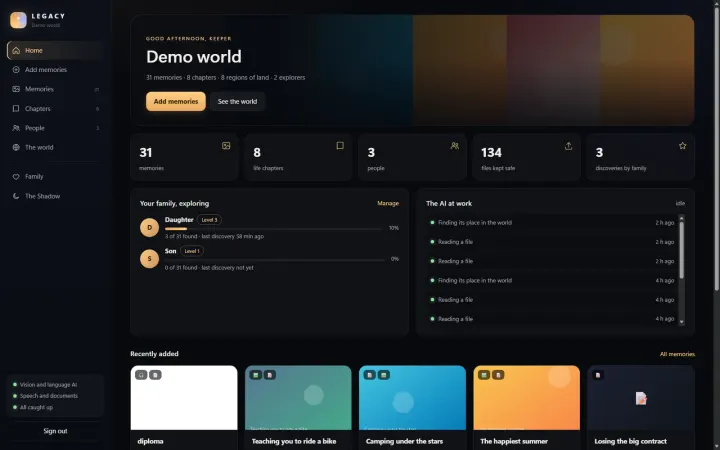 LEGACY
Demo world
Home
Add memories
Memories 31
Chapters 8
People 3
The world
Family
The Shadow
Vision and language AI
Speech and documents
All caught up
Sign out
GOOD AFTERNOON, KEEPER
Demo world
31 memories · 8 chapters · 8 regions of land · 2 explorers
Add memories
See the world
31
memories
8
life chapters
3
people
134
files kept safe
3
discoveries by family
Your family, exploring
Manage
D
Daughter
Level 3
3 of 31 found · last discovery 58 min ago
10%
S
Son
Level 1
0 of 31 found · last discovery not yet
0%
The AI at work
idle
Finding its place in the world 2 h ago
Reading a file 2 h ago
Reading a file 2 h ago
Finding its place in the world 4 h ago
Reading a file 4 h ago
Reading a file 4 h ago
Recently added
All memories
diploma
Teaching you to ride a bike
Camping under the stars
The happiest summer
Losing the big contract